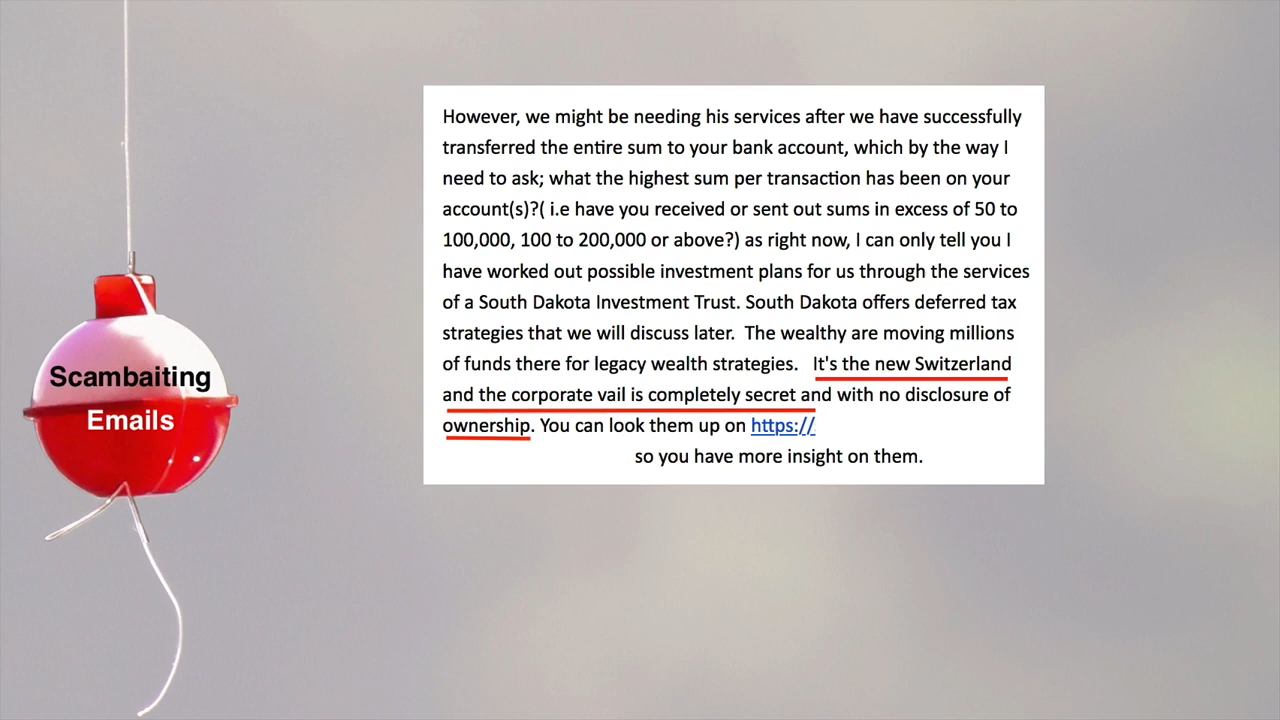 Scambaiting
Emails
However, we might be needing his services after we have successfully
transferred the entire sum to your bank account, which by the way I
need to ask; what the highest sum per transaction has been on your
account(s)?( i.e have you received or sent out sums in excess of 50 to
100,000, 100 to 200,000 or above?) as right now, I can only tell you I
have worked out possible investment plans for us through the services
of a South Dakota Investment Trust. South Dakota offers deferred tax
strategies that we will discuss later.  The wealthy are moving millions
of funds there for legacy wealth strategies.   It's the new Switzerland
and the corporate vail is completely secret and with no disclosure of
ownership. You can look them up on https://
so you have more insight on them.